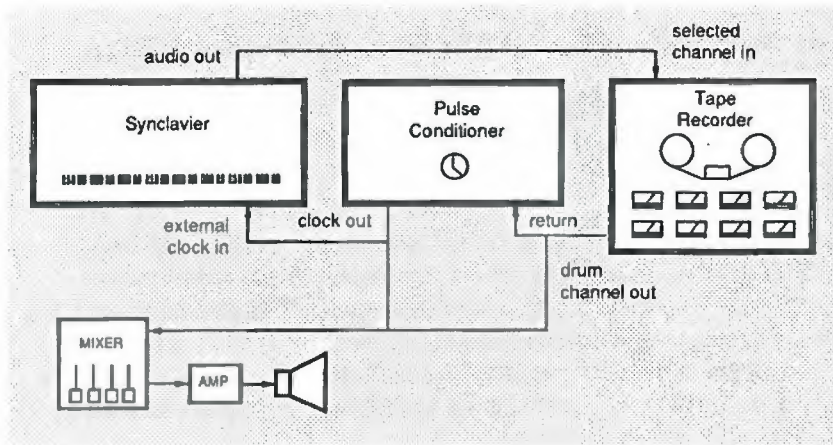 selected
channel in
audio out
Synclavier
Pulse
Conditioner
Tape
Recorder
external
clock in
clock out
return
drum
channel out
MIXER
AMP